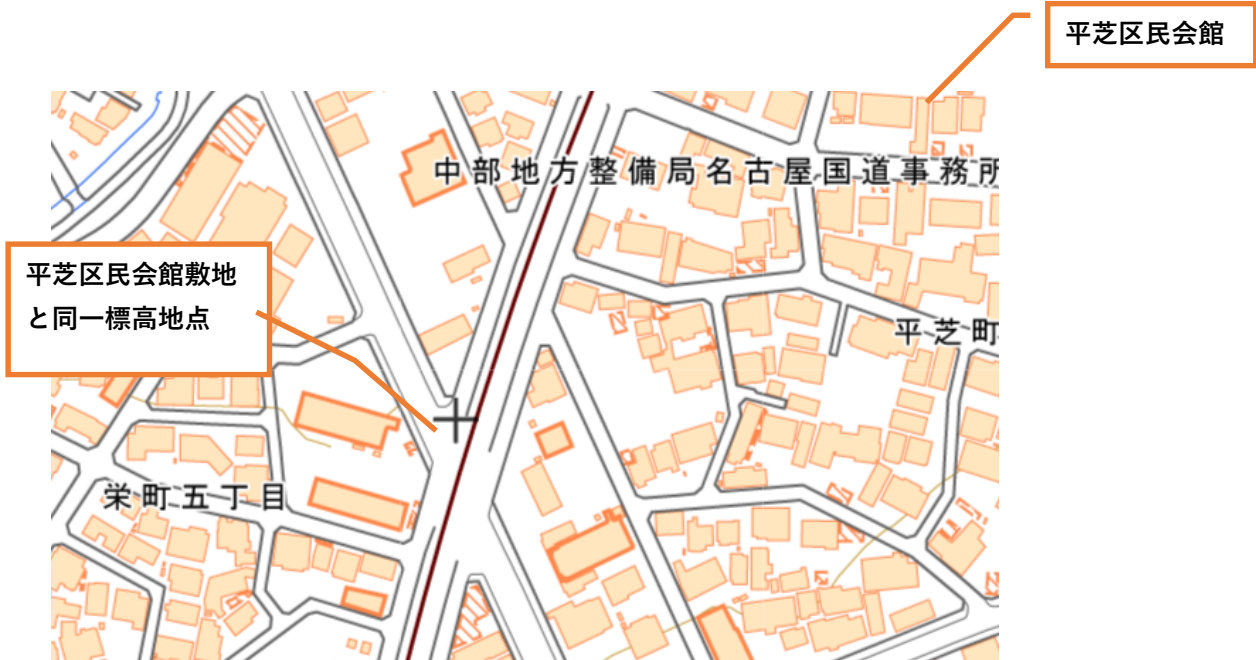 平芝区民会館
中部地方整備局名古屋国道事務所
平芝区民会館敷地
と同一標高地点
平芝町
栄町五丁目